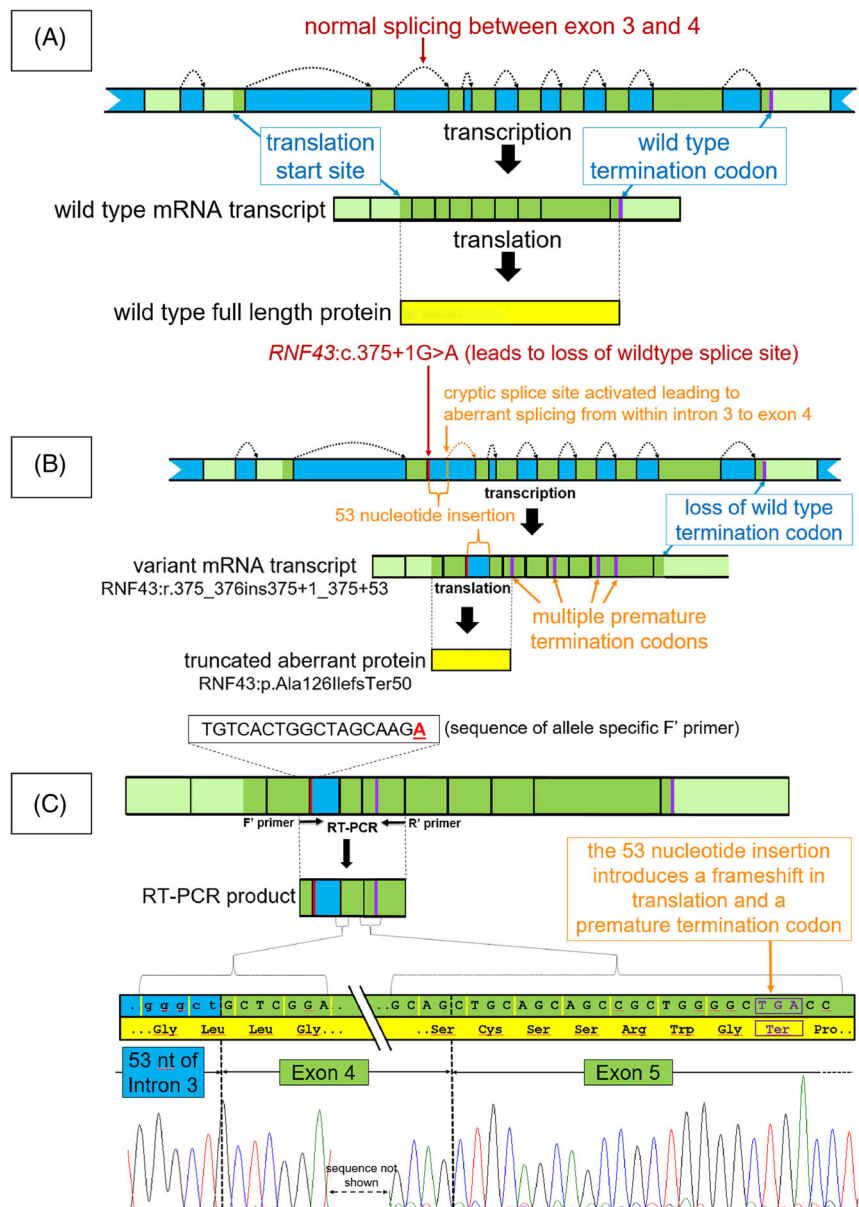 (A)
normal splicing between exon 3 and 4
translation
start site
transcription
wild type
termination codon
wild type mRNA transcript
translation
wild type full length protein
RNF43:c.375+1G>A (leads to loss of wildtype splice site)
cryptic splice site activated leading to
aberrant splicing from within intron 3 to exon 4
(B)
transcription
53 nucleotide insertion
loss of wild type
termination codon
variant mRNA transcript
RNF43:r.375_376ins375+1_375+53
translation
multiple premature
termination codons
truncated aberrant protein
RNF43:p.Ala126IlefsTer50
TGTCACTGGCTAGCAAGA (sequence of allele specific F' primer)
(C)
F' primer RT-PCR R' primer
RT-PCR product
the 53 nucleotide insertion
introduces a frameshift in
translation and a
premature termination codon
..gggctGCTCGGA.. ..GCAGCTGCAGCAGCCGCTGGGGCTGACC
...Gly Leu Leu Gly... ..Ser Cys Ser Ser Arg Trp Gly Ter Pro..
53 nt of
Intron 3
Exon 4
Exon 5
sequence not
shown